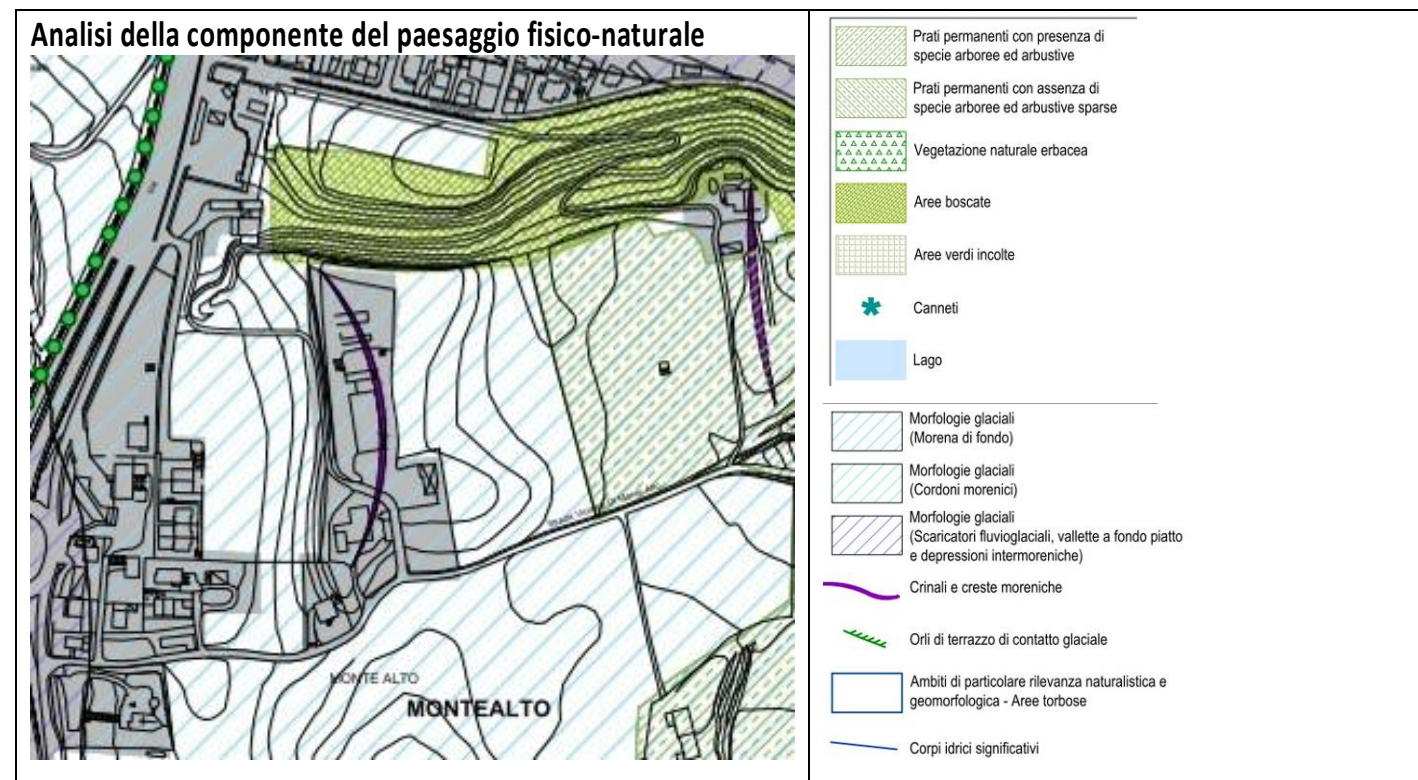 Analisi della componente del paesaggio fisico-naturale
MONTE ALTO
MONTEALTO
Prati permanenti con presenza di
specie arboree ed arbustive
Prati permanenti con assenza di
specie arboree ed arbustive sparse
Vegetazione naturale erbacea
Aree boscate
Aree verdi incolte
Canneti
Lago
Morfologie glaciali
(Morena di fondo)
Morfologie glaciali
(Cordoni morenici)
Morfologie glaciali
(Scaricatori fluvioglaciali, vallette a fondo piatto
e depressioni intermoreniche)
Crinali e creste moreniche
Orli di terrazzo di contatto glaciale
Ambiti di particolare rilevanza naturalistica e
geomorfologica - Aree torbose
Corpi idrici significativi